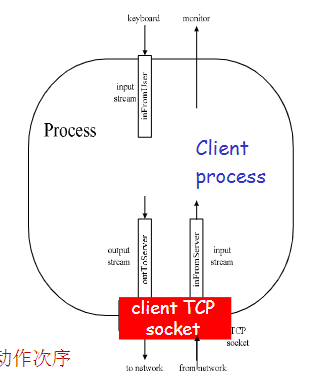 keyboard
monitor
input
stream
inFromUser
Process
Client
process
output
stream
outToServer
inFromServer
input
stream
client TCP
socket
TCP
socket
动作次序
to network
from network